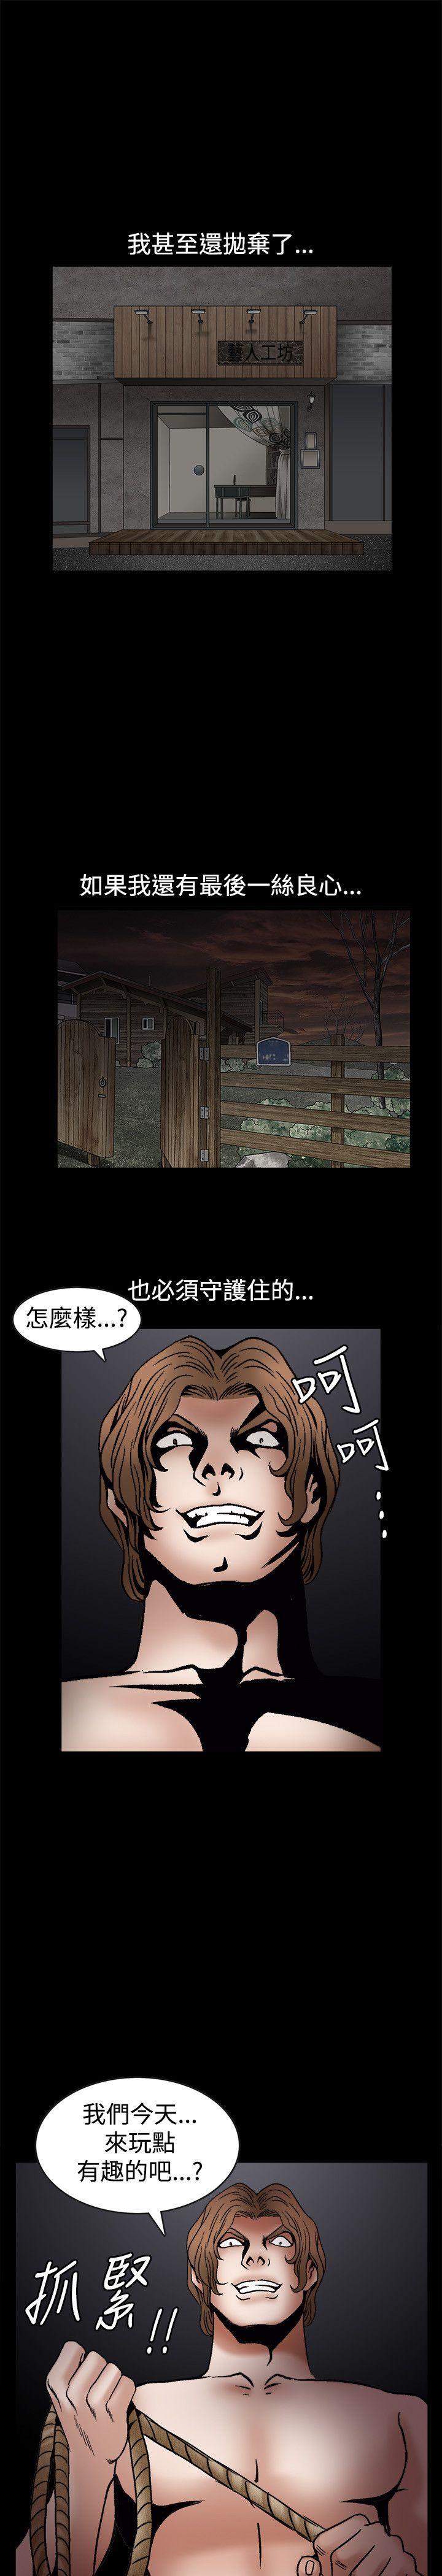 我甚至還拋棄了...
藝人工坊
如果我還有最後一絲良心...
也必須守護住的...
怎麼樣...?
呵
呵
...
我們今天...
來玩點
有趣的吧...?
抓緊!!